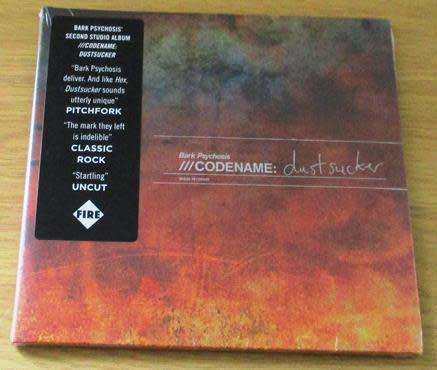 BARK PSYCHOSIS'
SECOND STUDIO ALBUM
///CODENAME:
DUSTSUCKER
"Bark Psychosis
deliver. And like Hex,
Dustsucker sounds
utterly unique"
PITCHFORK
"The mark they left
is indelible"
CLASSIC
ROCK
"Startling"
UNCUT
FIRE
Bark Psychosis
///CODENAME: dustsucker